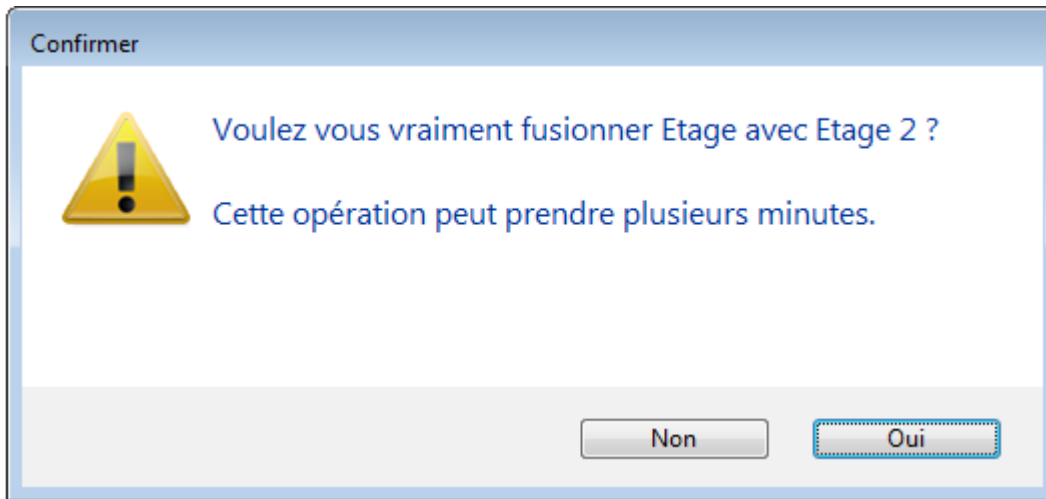 Confirmer
Voulez vous vraiment fusionner Etage avec Etage 2 ?
Cette opération peut prendre plusieurs minutes.
Non
Oui